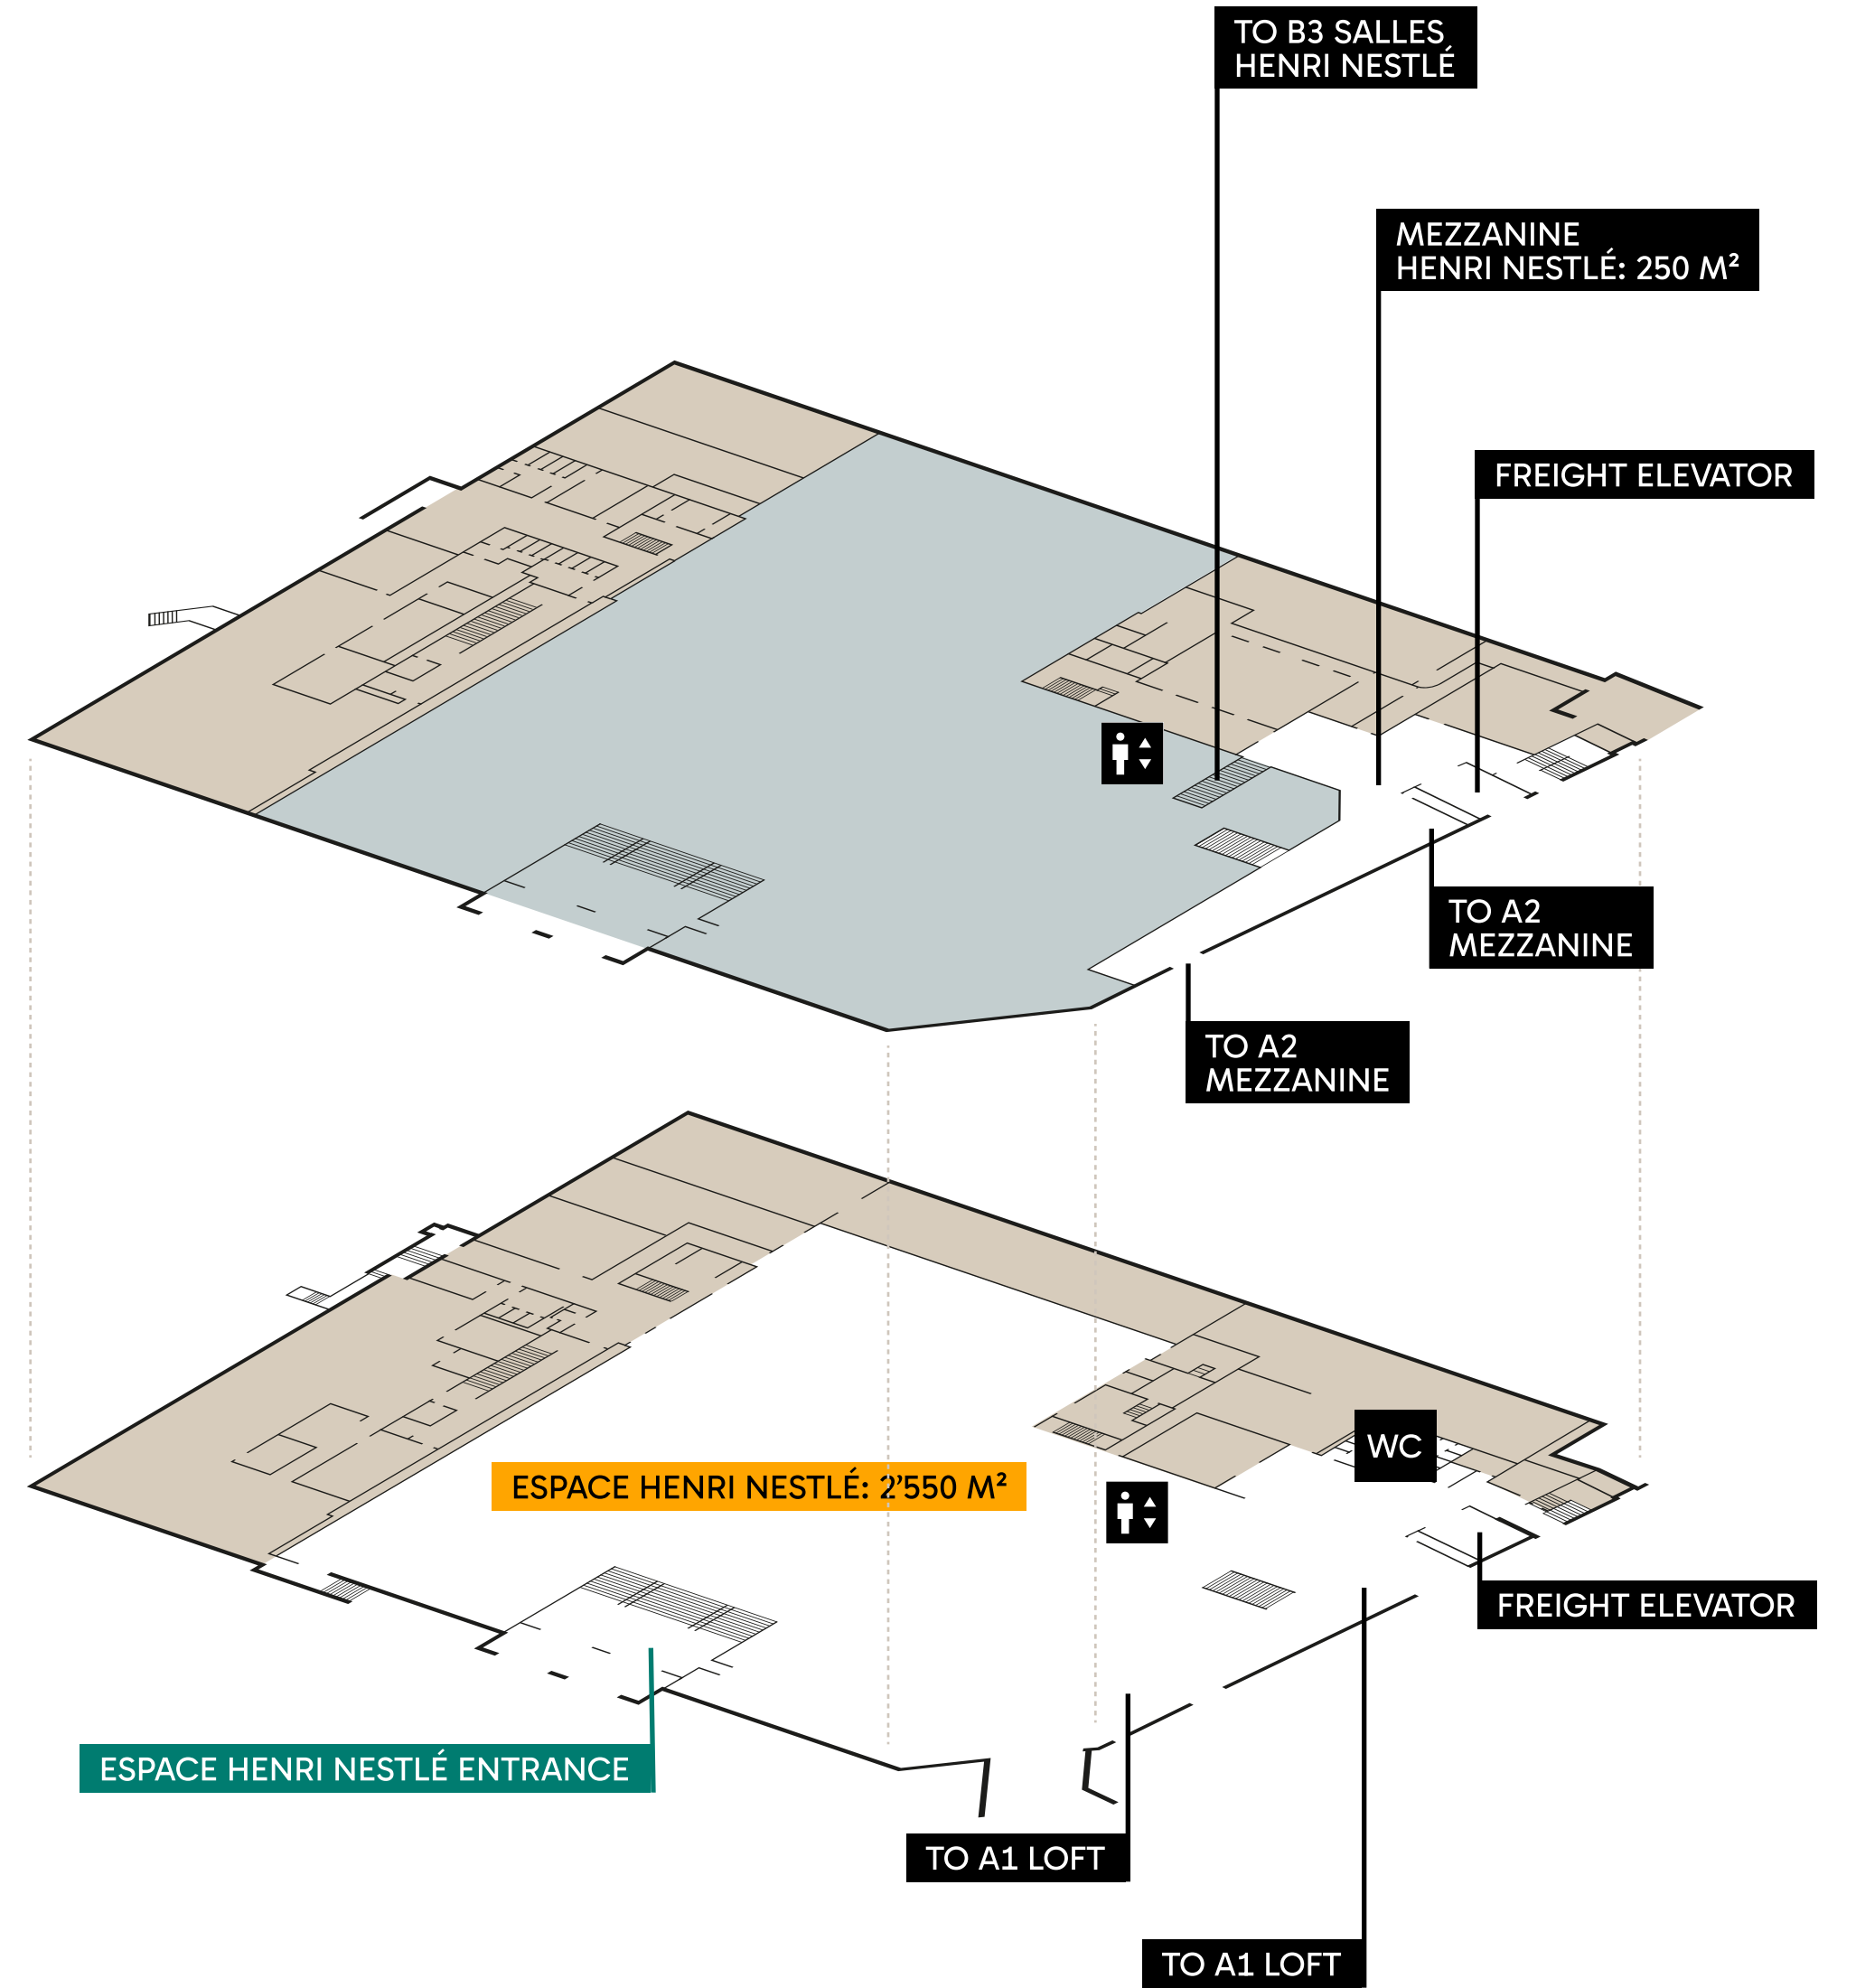 TO B3 SALLES
HENRI NESTLÉ
MEZZANINE
HENRI NESTLÉ: 250 M²
FREIGHT ELEVATOR
TO A2
MEZZANINE
TO A2
MEZZANINE
WC
ESPACE HENRI NESTLÉ: 2’550 M²
FREIGHT ELEVATOR
ESPACE HENRI NESTLÉ ENTRANCE
TO A1 LOFT
TO A1 LOFT